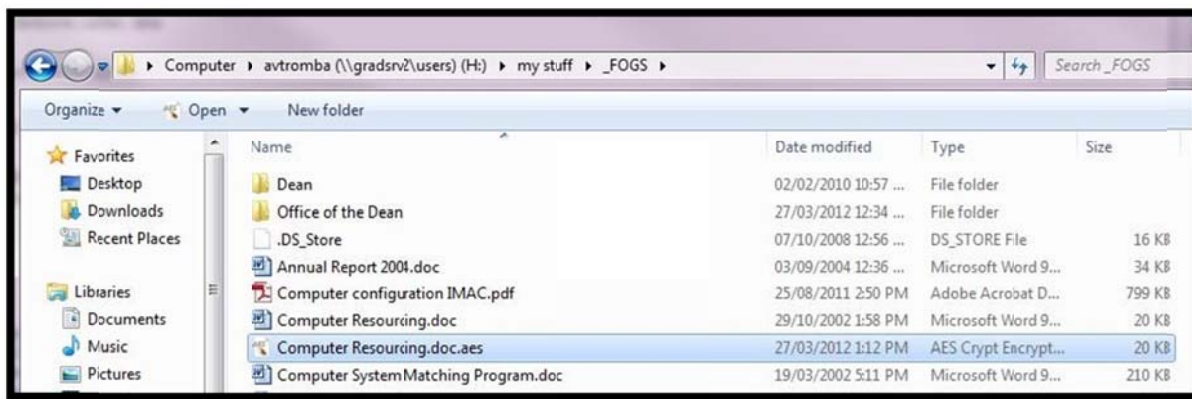 Computer avtromba (\\gradsrv2\users) (H:) my stuff _FOGS Search _FOGS
Organize Open New folder
Name Date modified Type Size
Favorites
Desktop Dean 02/02/2010 10:57 ... File folder
Downloads Office of the Dean 27/03/2012 12:34 ... File folder
Recent Places .DS_Store 07/10/2008 12:56 ... DS_STORE File 16 KB
Annual Report 2004.doc 03/09/2004 12:36 ... Microsoft Word 9... 34 KB
Libraries Computer configuration IMAC.pdf 25/08/2011 2:50 PM Adobe Acrobat D... 799 KB
Documents Computer Resourcing.doc 29/10/2002 1:58 PM Microsoft Word 9... 20 KB
Music Computer Resourcing.doc.aes 27/03/2012 1:12 PM AES Crypt Encrypt... 20 KB
Pictures Computer System Matching Program.doc 19/03/2002 5:11 PM Microsoft Word 9... 210 KB